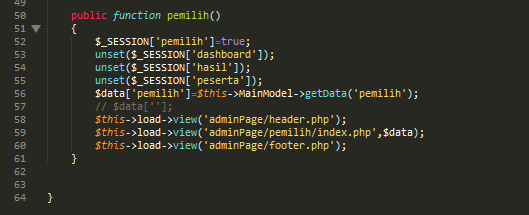 49
50 public function pemilih()
51 {
52 $_SESSION['pemilih']=true;
53 unset($_SESSION['dashboard']);
54 unset($_SESSION['hasil']);
55 unset($_SESSION['peserta']);
56 $data['pemilih']=$this->MainModel->getData('pemilih');
57 // $data[''];
58 $this->load->view('adminPage/header.php');
59 $this->load->view('adminPage/pemilih/index.php',$data);
60 $this->load->view('adminPage/footer.php');
61 }
62
63
64 }